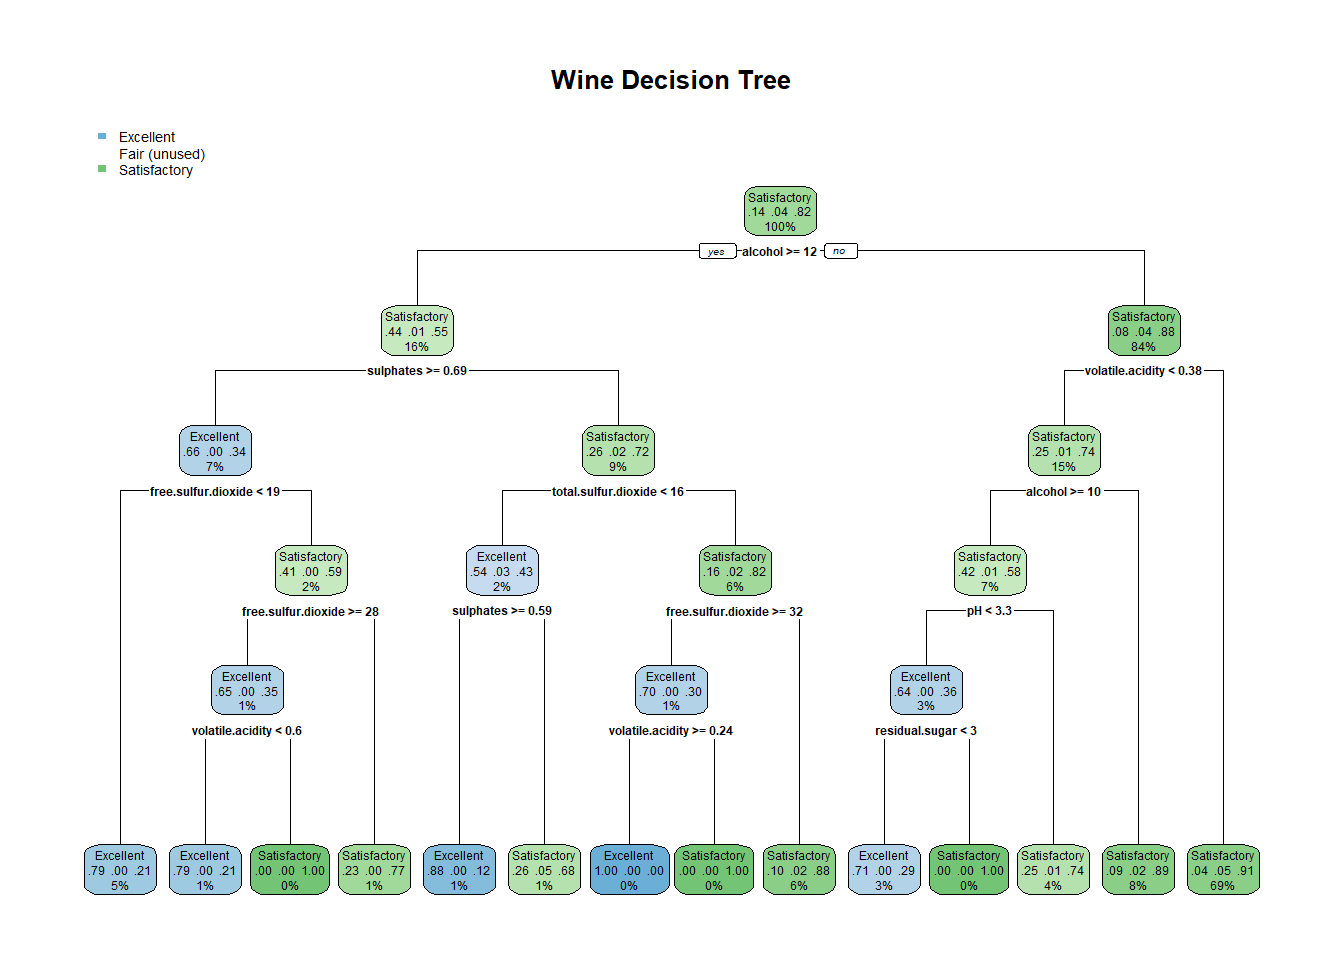 Wine Decision Tree
Excellent
Fair (unused)
Satisfactory
Satisfactory
.14 .04 .82
100%
yes
alcohol >= 12
no
Satisfactory
.44 .01 .55
16%
Satisfactory
.08 .04 .88
84%
sulphates >= 0.69
volatile.acidity < 0.38
Excellent
.66 .00 .34
7%
Satisfactory
.26 .02 .72
9%
Satisfactory
.25 .01 .74
15%
free.sulfur.dioxide < 19
total.sulfur.dioxide < 16
alcohol >= 10
Satisfactory
.41 .00 .59
2%
Excellent
.54 .03 .43
2%
Satisfactory
.16 .02 .82
6%
Satisfactory
.42 .01 .58
7%
free.sulfur.dioxide >= 28
sulphates >= 0.59
free.sulfur.dioxide >= 32
pH < 3.3
Excellent
.65 .00 .35
1%
Excellent
.70 .00 .30
1%
Excellent
.64 .00 .36
3%
volatile.acidity < 0.6
volatile.acidity >= 0.24
residual.sugar < 3
Excellent
.79 .00 .21
5%
Excellent
.79 .00 .21
1%
Satisfactory
.00 .00 1.00
0%
Satisfactory
.23 .00 .77
1%
Excellent
.88 .00 .12
1%
Satisfactory
.26 .05 .68
1%
Excellent
1.00 .00 .00
0%
Satisfactory
.00 .00 1.00
0%
Satisfactory
.10 .02 .88
6%
Excellent
.71 .00 .29
3%
Satisfactory
.00 .00 1.00
0%
Satisfactory
.25 .01 .74
4%
Satisfactory
.09 .02 .89
8%
Satisfactory
.04 .05 .91
69%